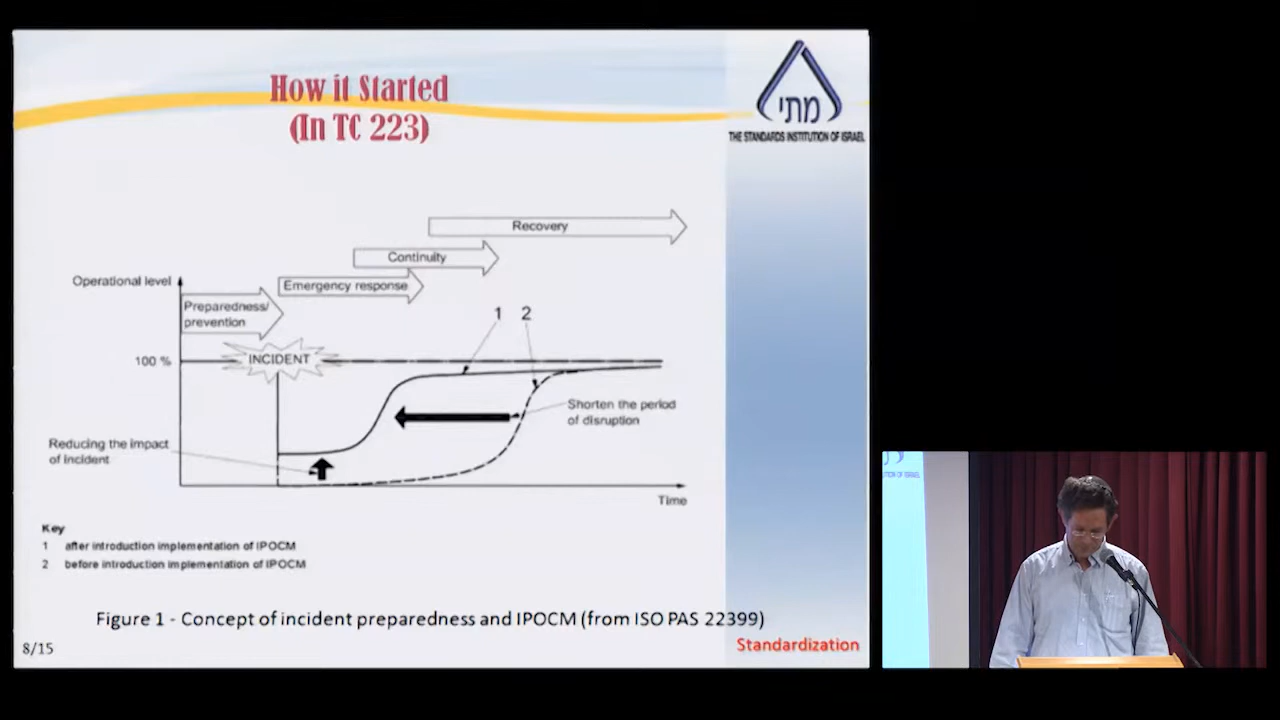 How it Started
(In TC 223)
מתי
THE STANDARDS INSTITUTION OF ISRAEL
Recovery
Continuity
Operational level
Emergency response
Preparedness/
prevention
1 2
100 %
INCIDENT
Shorten the period
of disruption
Reducing the impact
of incident
Time
Key
1 after introduction implementation of IPOCM
2 before introduction implementation of IPOCM
Figure 1 - Concept of incident preparedness and IPOCM (from ISO PAS 22399)
8/15
Standardization